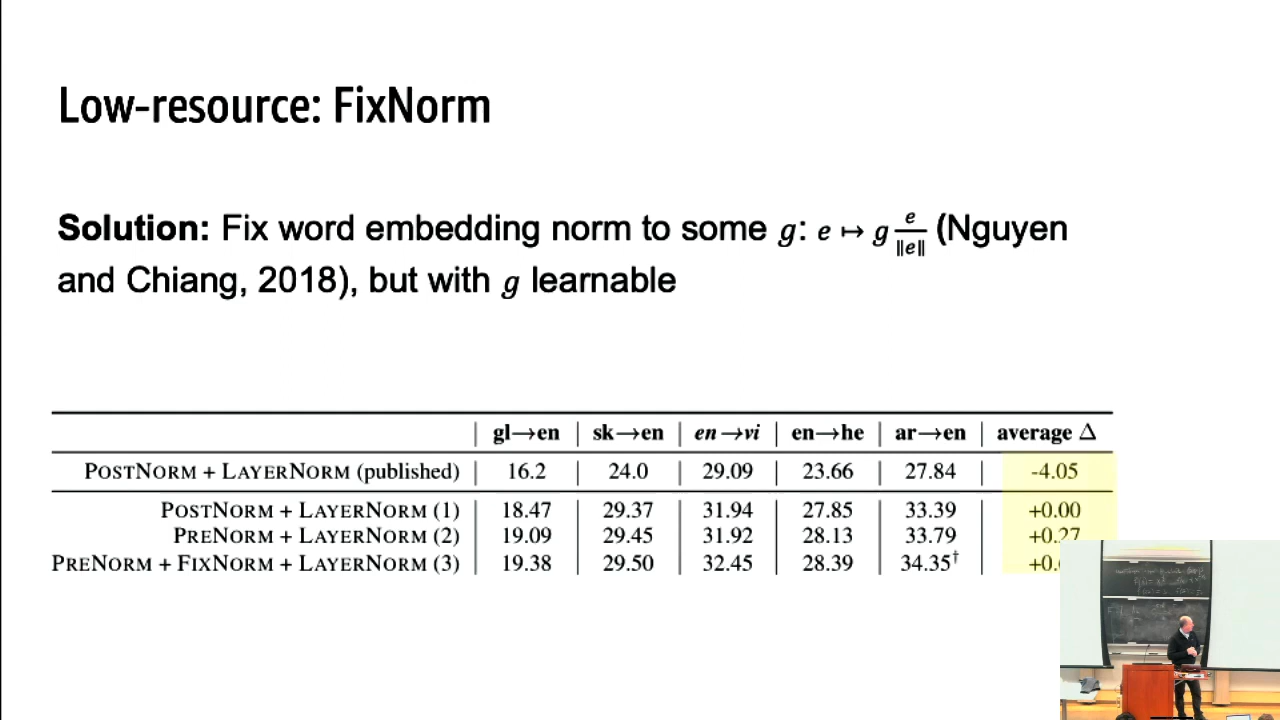 Low-resource: FixNorm
Solution: Fix word embedding norm to some g: e ↦ g e/‖e‖ (Nguyen
and Chiang, 2018), but with g learnable
| gl→en | sk→en | en→vi | en→he | ar→en | average Δ
POSTNORM + LAYERNORM (published) | 16.2 | 24.0 | 29.09 | 23.66 | 27.84 | -4.05
POSTNORM + LAYERNORM (1) | 18.47 | 29.37 | 31.94 | 27.85 | 33.39 | +0.00
PRENORM + LAYERNORM (2) | 19.09 | 29.45 | 31.92 | 28.13 | 33.79 | +0.27
PRENORM + FIXNORM + LAYERNORM (3) | 19.38 | 29.50 | 32.45 | 28.39 | 34.35† |